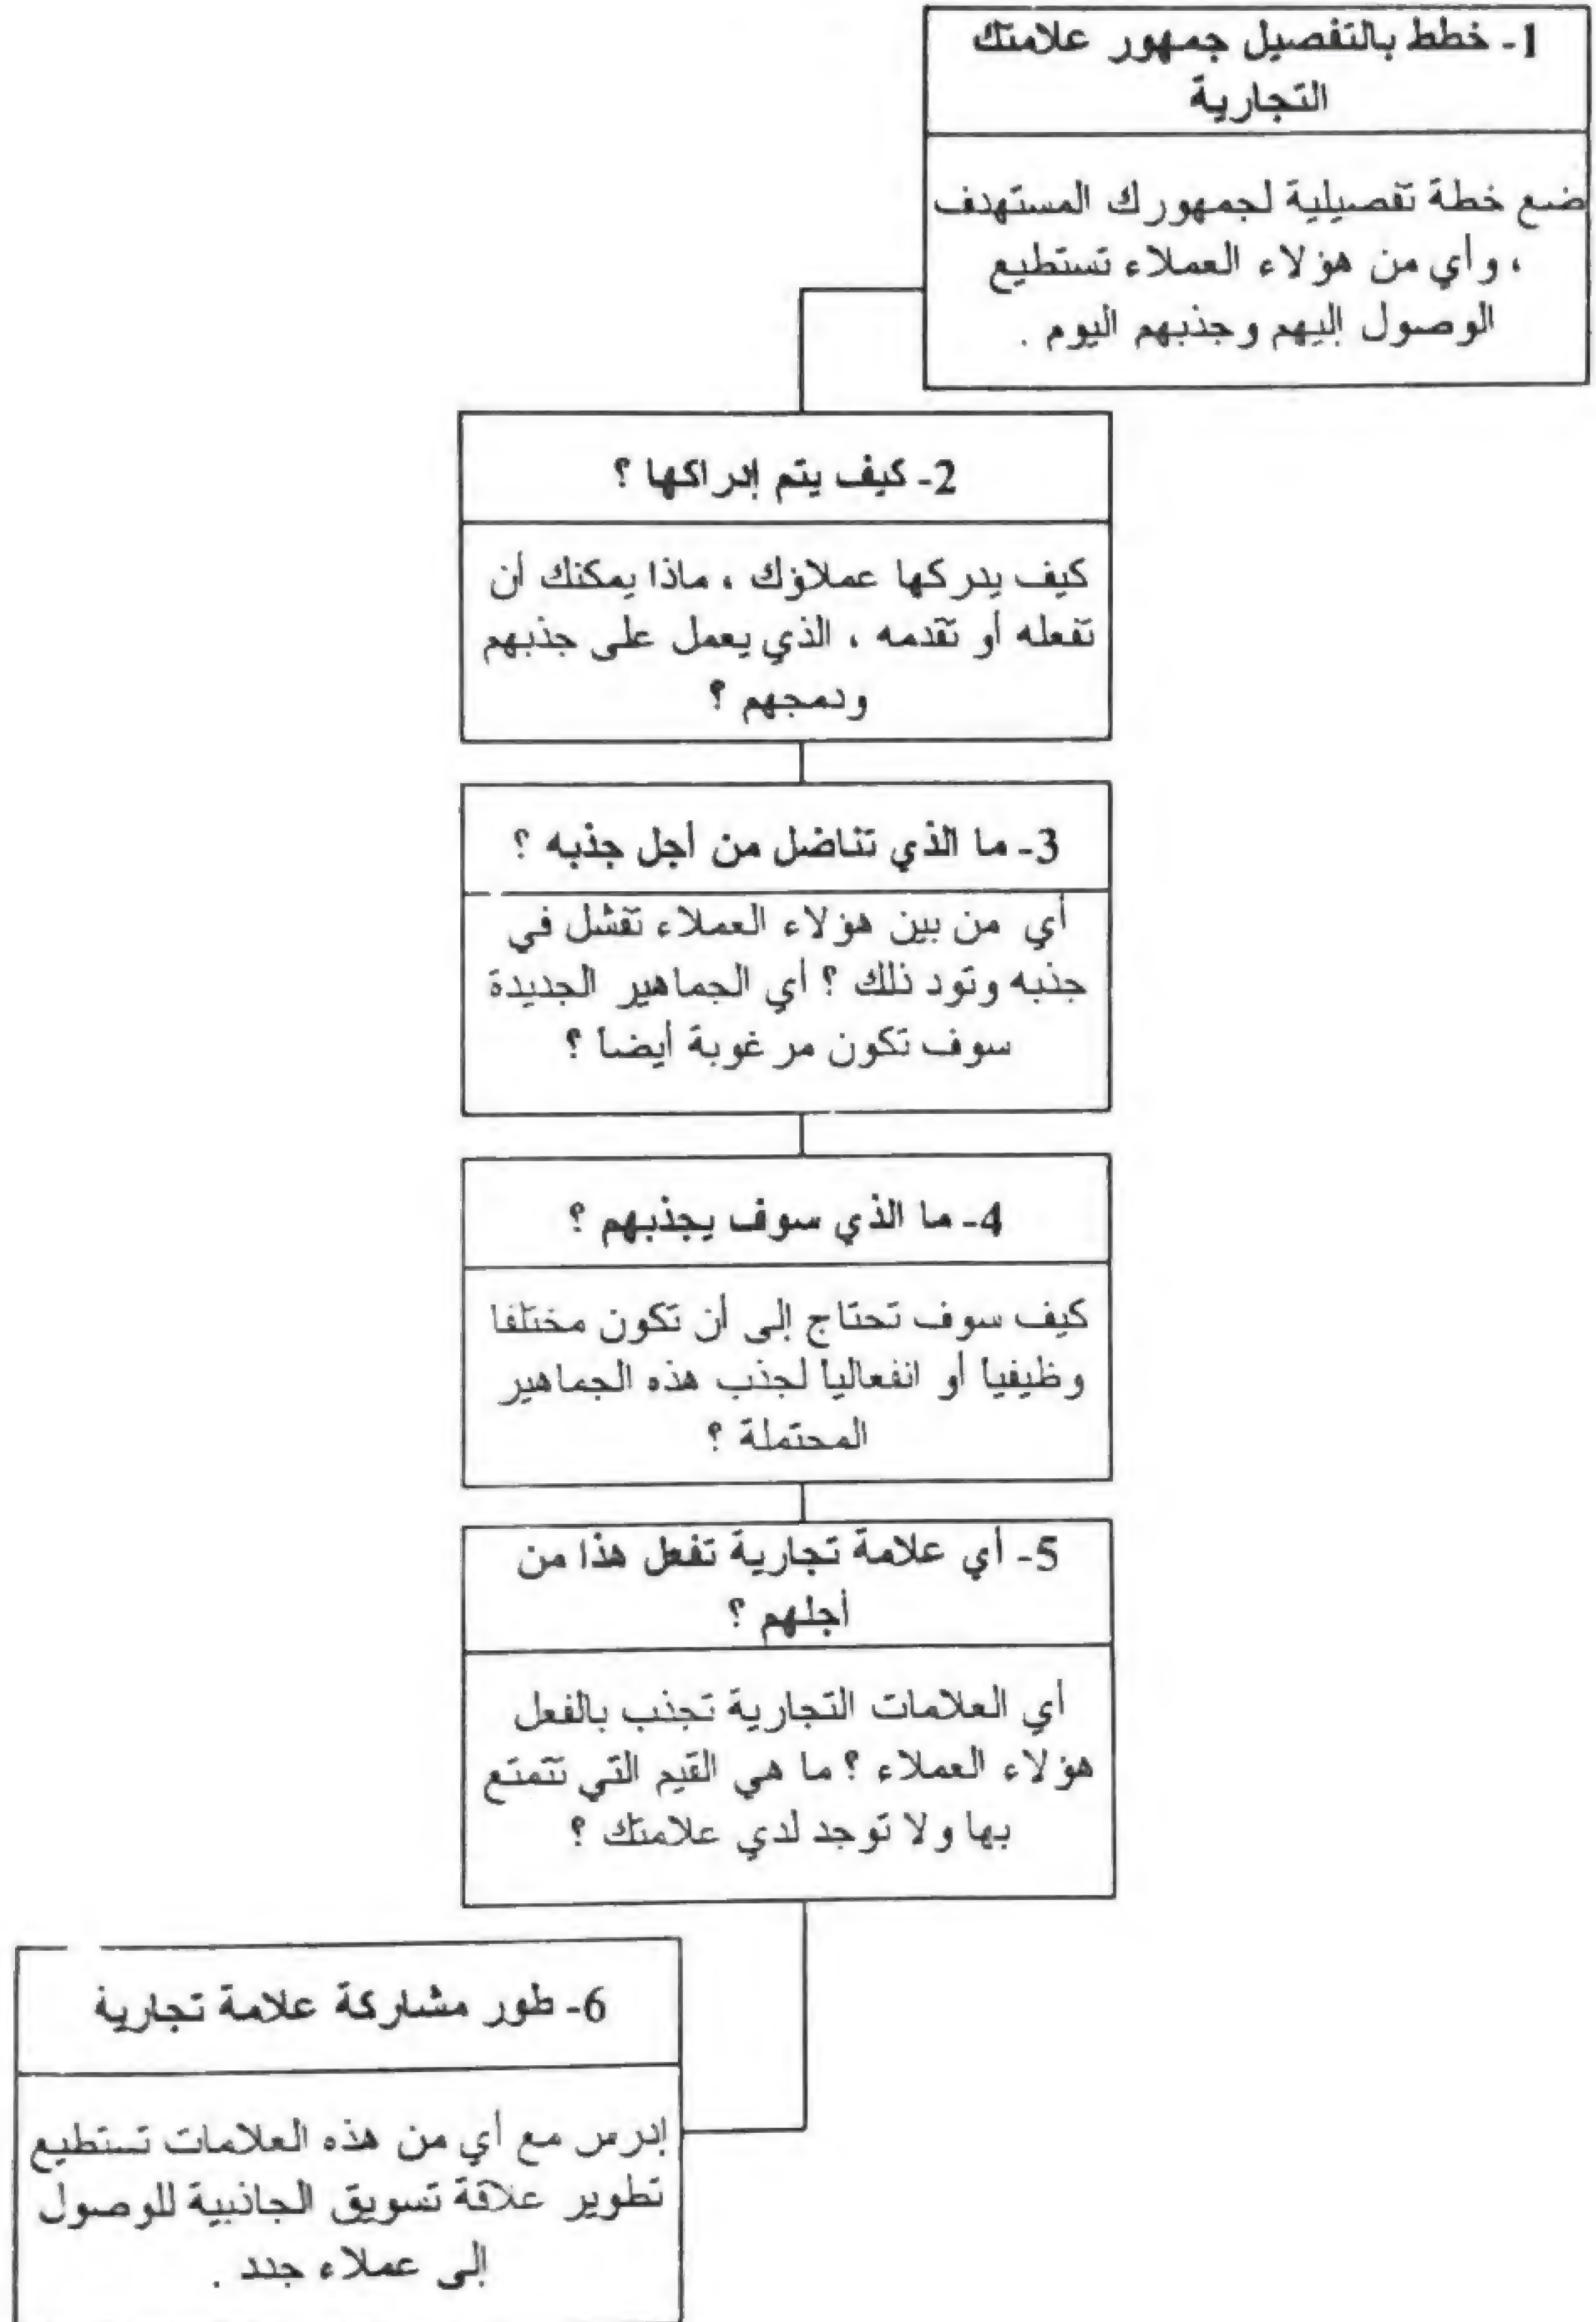 1- خطط بالتفصيل جمهور علامتك
التجارية
ضع خطة تفصيلية لجمهورك المستهدف
، وأي من هؤلاء العملاء تستطيع
الوصول إليهم وجذبهم اليوم .
2- كيف يتم إدراكها ؟
كيف يدركها عملاؤك ، ماذا يمكنك أن
تفعله أو تقدمه ، الذي يعمل على جذبهم
ودمجهم ؟
3- ما الذي تناضل من أجل جذبه ؟
أي من بين هؤلاء العملاء تفشل في
جذبه وتود ذلك ؟ أي الجماهير الجديدة
سوف تكون مرغوبة أيضا ؟
4- ما الذي سوف يجذبهم ؟
كيف سوف تحتاج إلى أن تكون مختلفا
وظيفيا أو انفعاليا لجذب هذه الجماهير
المحتملة ؟
5- أي علامة تجارية تفعل هذا من
أجلهم ؟
أي العلامات التجارية تجذب بالفعل
هؤلاء العملاء ؟ ما هي القيم التي تتمتع
بها ولا توجد لدي علامتك ؟
6- طور مشاركة علامة تجارية
إدرس مع أي من هذه العلامات تستطيع
تطوير علاقة تسويق الجاذبية للوصول
إلى عملاء جدد .